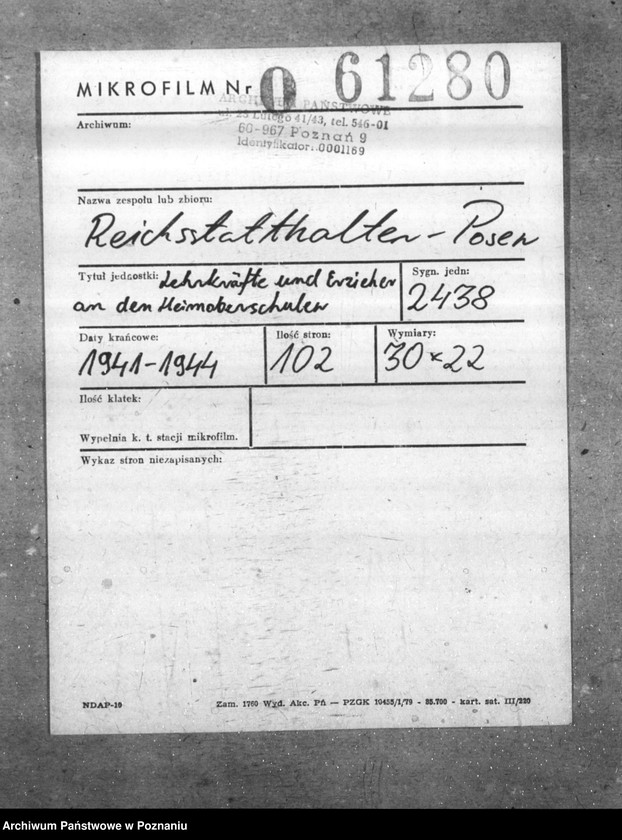 MIKROFILM Nr O 61280
ARCHIWUM PAŃSTWOWE
ul. 23 Lutego 41/43, tel. 546-01
60-967 Poznań 9
Identyfikator: 0001169
Archiwum:
Nazwa zespołu lub zbioru:
Reichsstatthalter - Posen
Tytuł jednostki: Lehrkräfte und Erzieher
an den Heimoberschulen
Sygn. jedn:
2438
Daty krańcowe:
1941-1944
Ilość stron:
102
Wymiary:
30 x 22
Ilość klatek:
Wypełnia k. t. stacji mikrofilm.
Wykaz stron niezapisanych:
NDAP-19 Zam. 1760 Wyd. Akc. Pń — PZGK 10455/1/79 - 85.700 - kart. sat. III/220
Archiwum Państwowe w Poznaniu